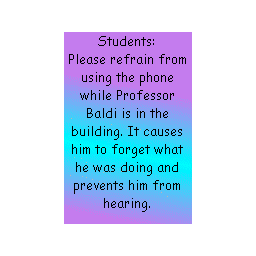 Students:
Please refrain from
using the phone
while Professor
Baldi is in the
building. It causes
him to forget what
he was doing and
prevents him from
hearing.